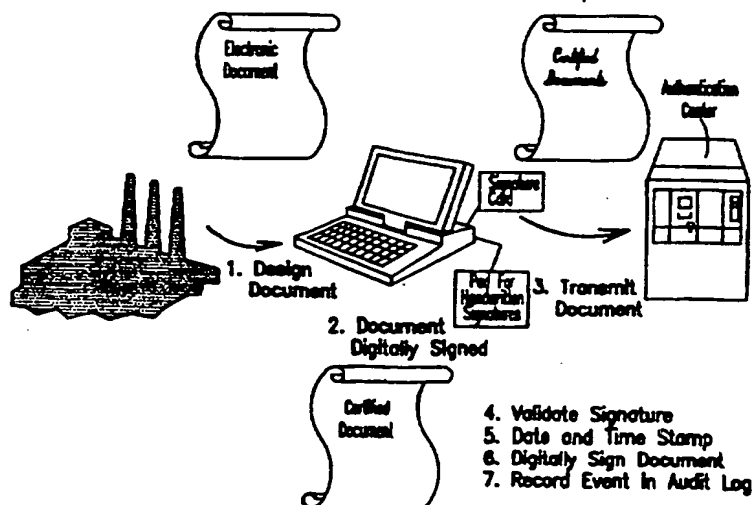 Electronic
Document
Certified
Documents
Authentication
Center
Signature
Card
1. Design
Document
Pad For
Handwritten
Signatures
3. Transmit
Document
2. Document
Digitally Signed
Certified
Document
4. Validate Signature
5. Date and Time Stamp
6. Digitally Sign Document
7. Record Event In Audit Log